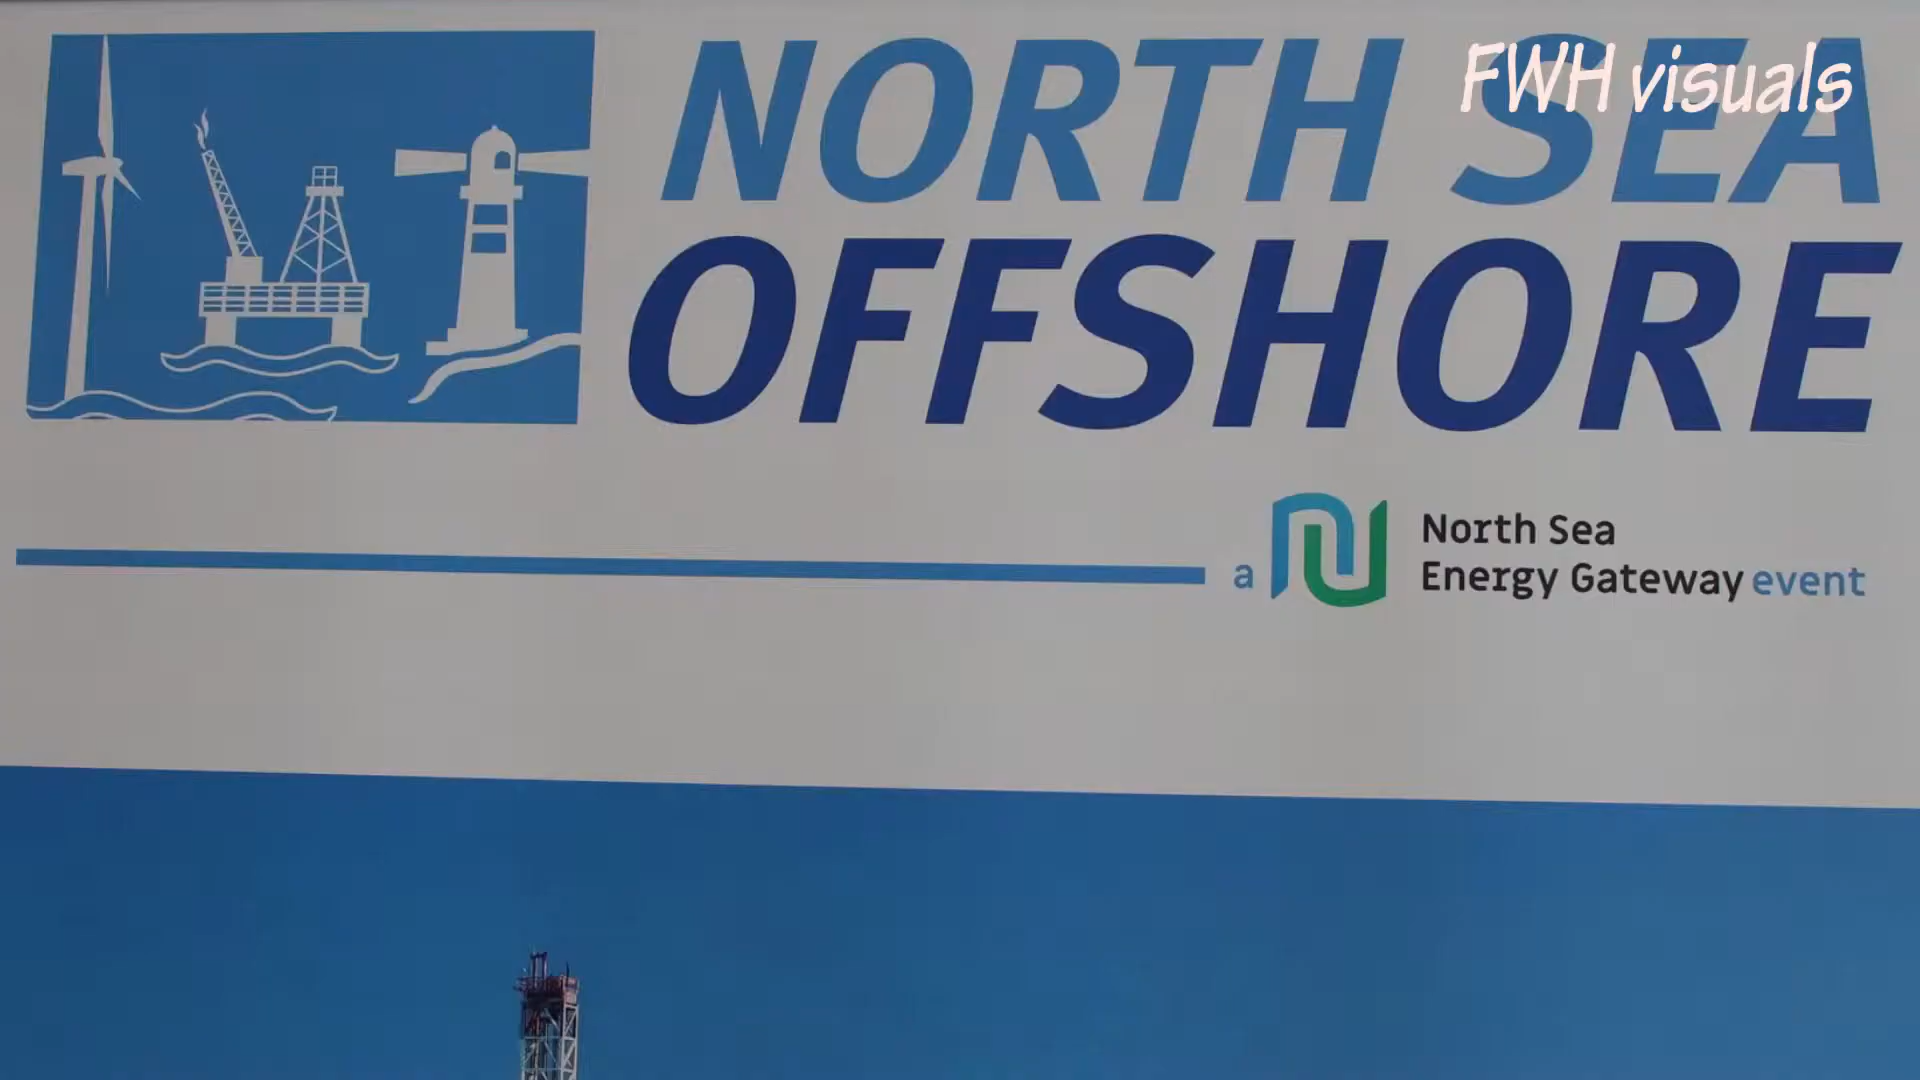 FWH visuals
NORTH SEA
OFFSHORE
a North Sea
Energy Gateway event